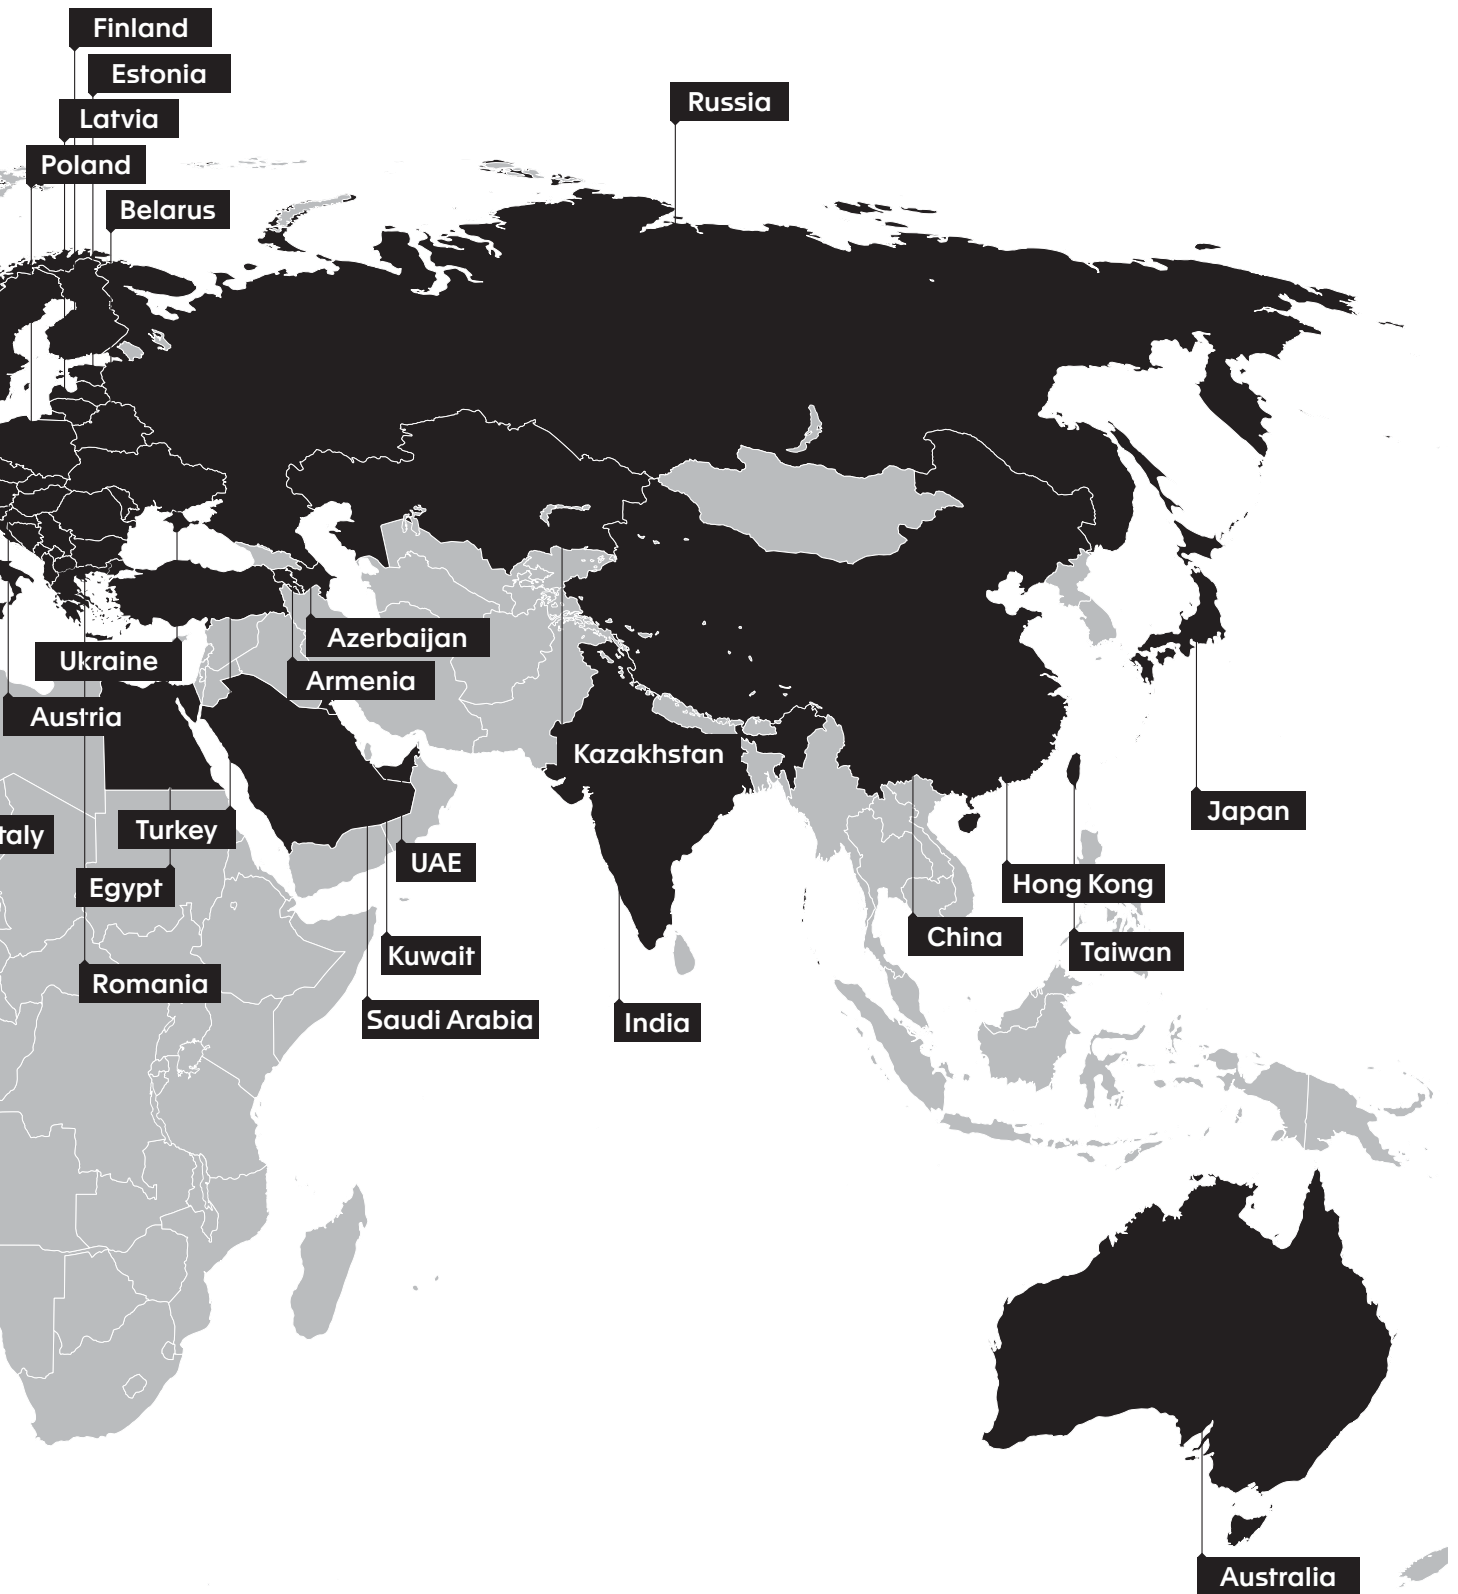 Finland
Estonia
Russia
Latvia
Poland
Belarus
Azerbaijan
Ukraine
Armenia
Austria
Kazakhstan
Japan
Turkey
taly
UAE
Hong Kong
Egypt
China
Taiwan
Kuwait
Romania
Saudi Arabia
India
Australia